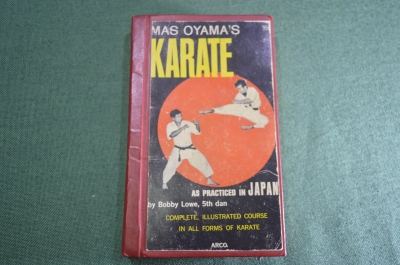 MAS OYAMA'S
KARATE
AS PRACTICED IN JAPAN
by Bobby Lowe, 5th dan
COMPLETE, ILLUSTRATED COURSE
IN ALL FORMS OF KARATE
ARCO